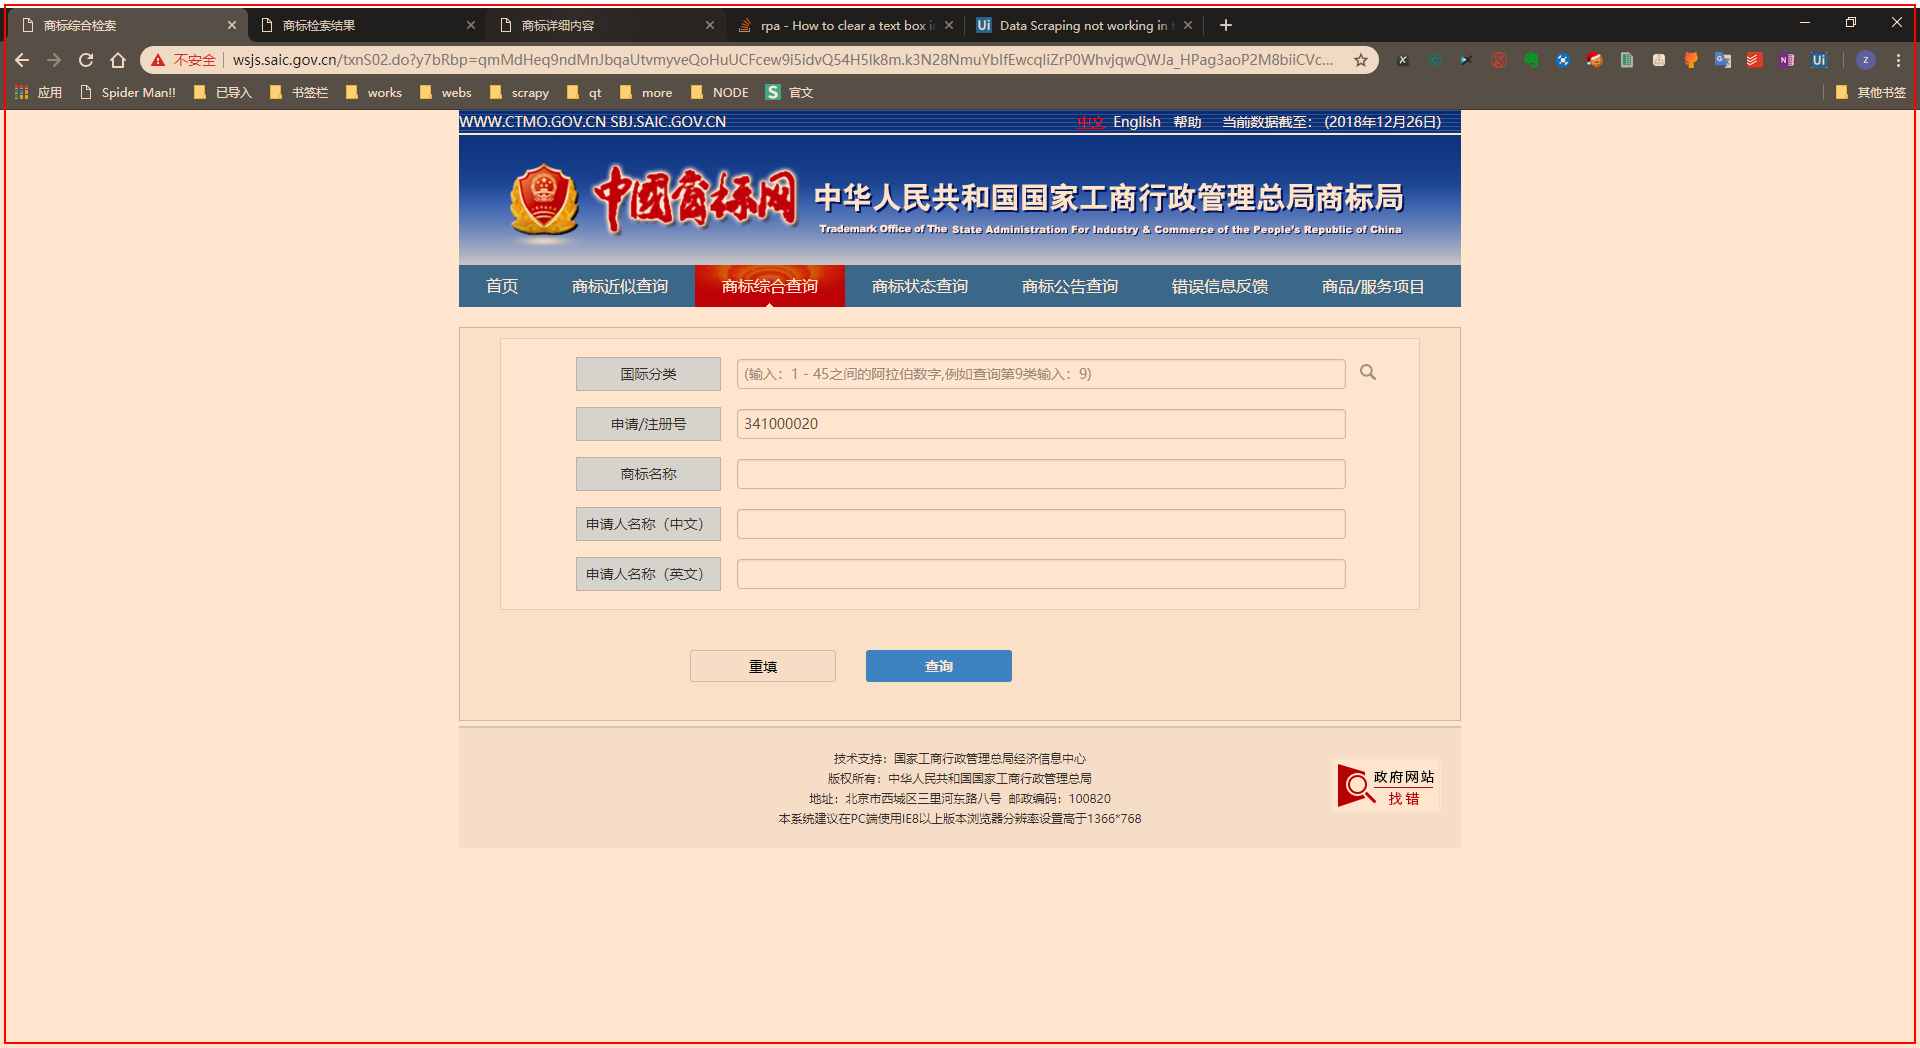 商标综合检索
商标检索结果
商标详细内容
rpa - How to clear a text box i
Data Scraping not working in
不安全
wsjs.saic.gov.cn/txnS02.do?y7bRbp=qmMdHeq9ndMnJbqaUtvmyveQoHuUCFcew9i5idvQ54H5lk8m.k3N28NmuYbIfEwcqliZrP0WhvjqwQWJa_HPag3aoP2M8biiCVc...
应用
Spider Man!!
已导入
书签栏
works
webs
scrapy
qt
more
NODE
官文
其他书签
WWW.CTMO.GOV.CN SBJ.SAIC.GOV.CN
中文 English 帮助 当前数据截至： (2018年12月26日)
中国商标网
中华人民共和国国家工商行政管理总局商标局
Trademark Office of The State Administration For Industry & Commerce of the People's Republic of China
首页 商标近似查询 商标综合查询 商标状态查询 商标公告查询 错误信息反馈 商品/服务项目
国际分类 (输入：1 - 45之间的阿拉伯数字,例如查询第9类输入：9)
申请/注册号 341000020
商标名称
申请人名称（中文）
申请人名称（英文）
重填 查询
技术支持：国家工商行政管理总局经济信息中心
版权所有：中华人民共和国国家工商行政管理总局
地址：北京市西城区三里河东路八号 邮政编码：100820
本系统建议在PC端使用IE8以上版本浏览器分辨率设置高于1366*768
政府网站
找错